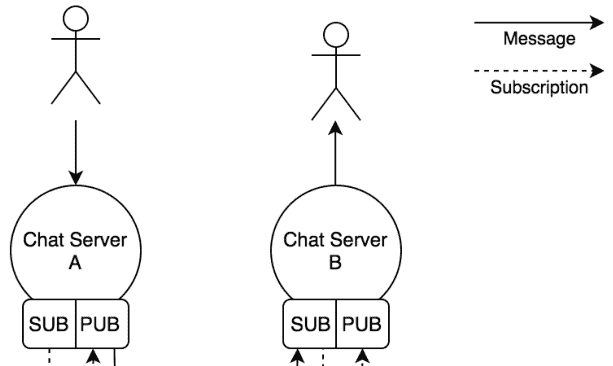 Message
Subscription
Chat Server
A
Chat Server
B
SUB PUB
SUB PUB